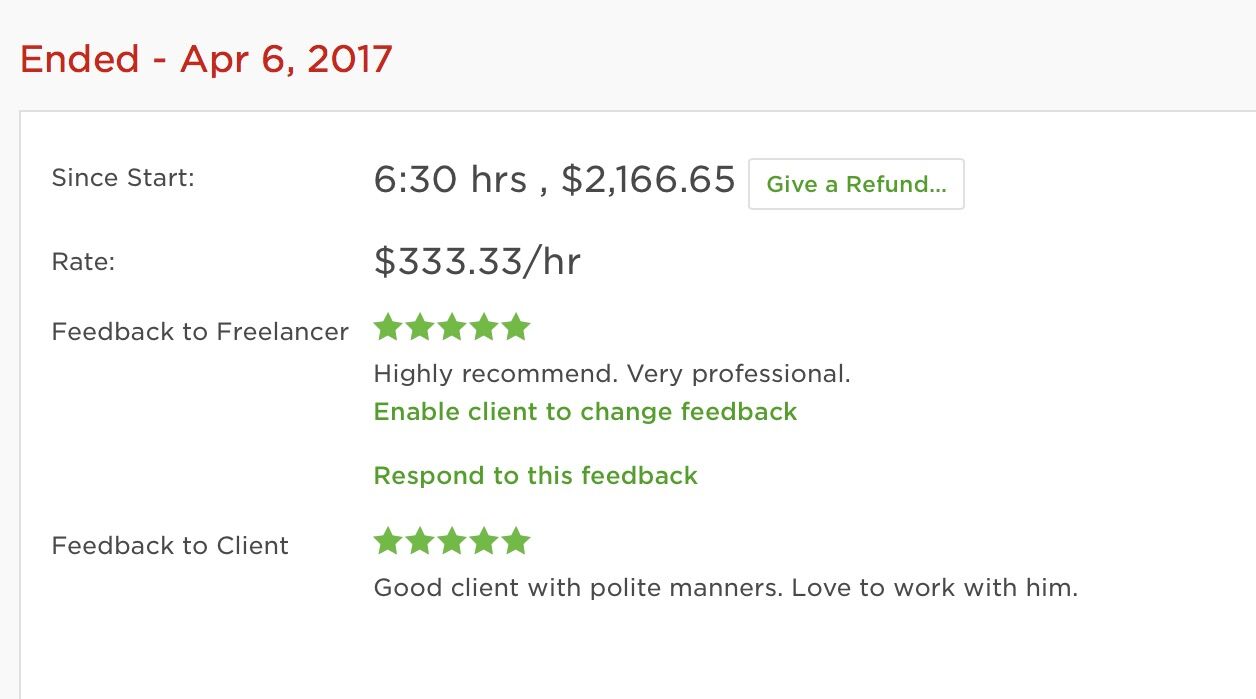 Ended - Apr 6, 2017
Since Start: 6:30 hrs , $2,166.65 Give a Refund...
Rate: $333.33/hr
Feedback to Freelancer
Highly recommend. Very professional.
Enable client to change feedback
Respond to this feedback
Feedback to Client
Good client with polite manners. Love to work with him.